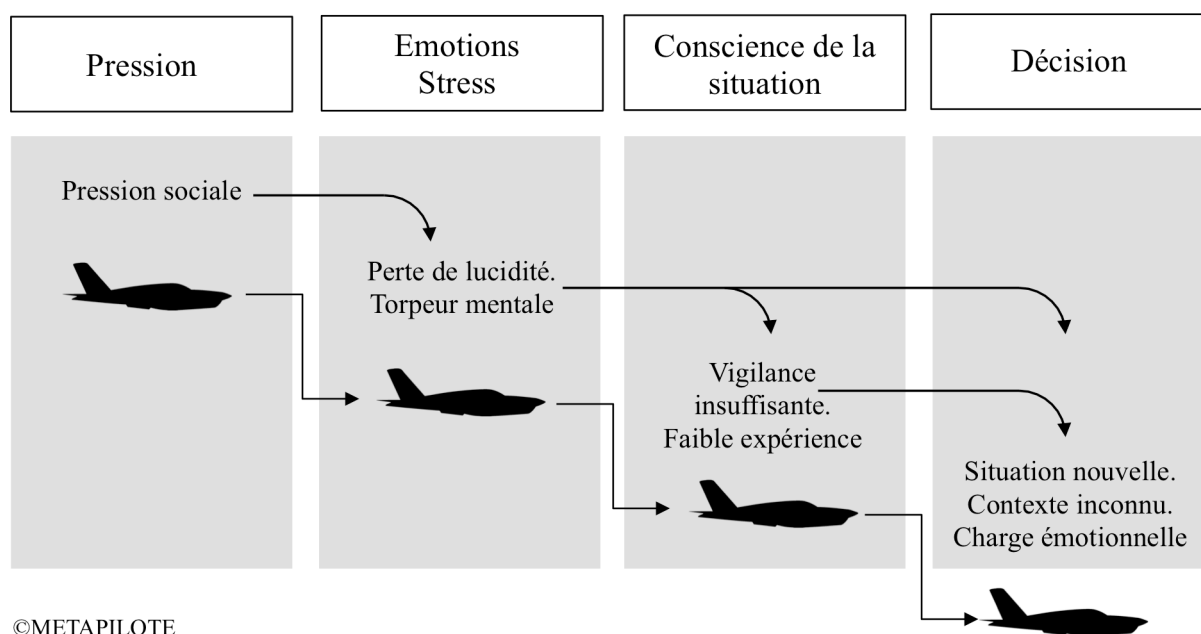 Pression
Emotions
Stress
Conscience de la
situation
Décision
Pression sociale
Perte de lucidité.
Torpeur mentale
Vigilance
insuffisante.
Faible expérience
Situation nouvelle.
Contexte inconnu.
Charge émotionnelle
©METAPILOTE